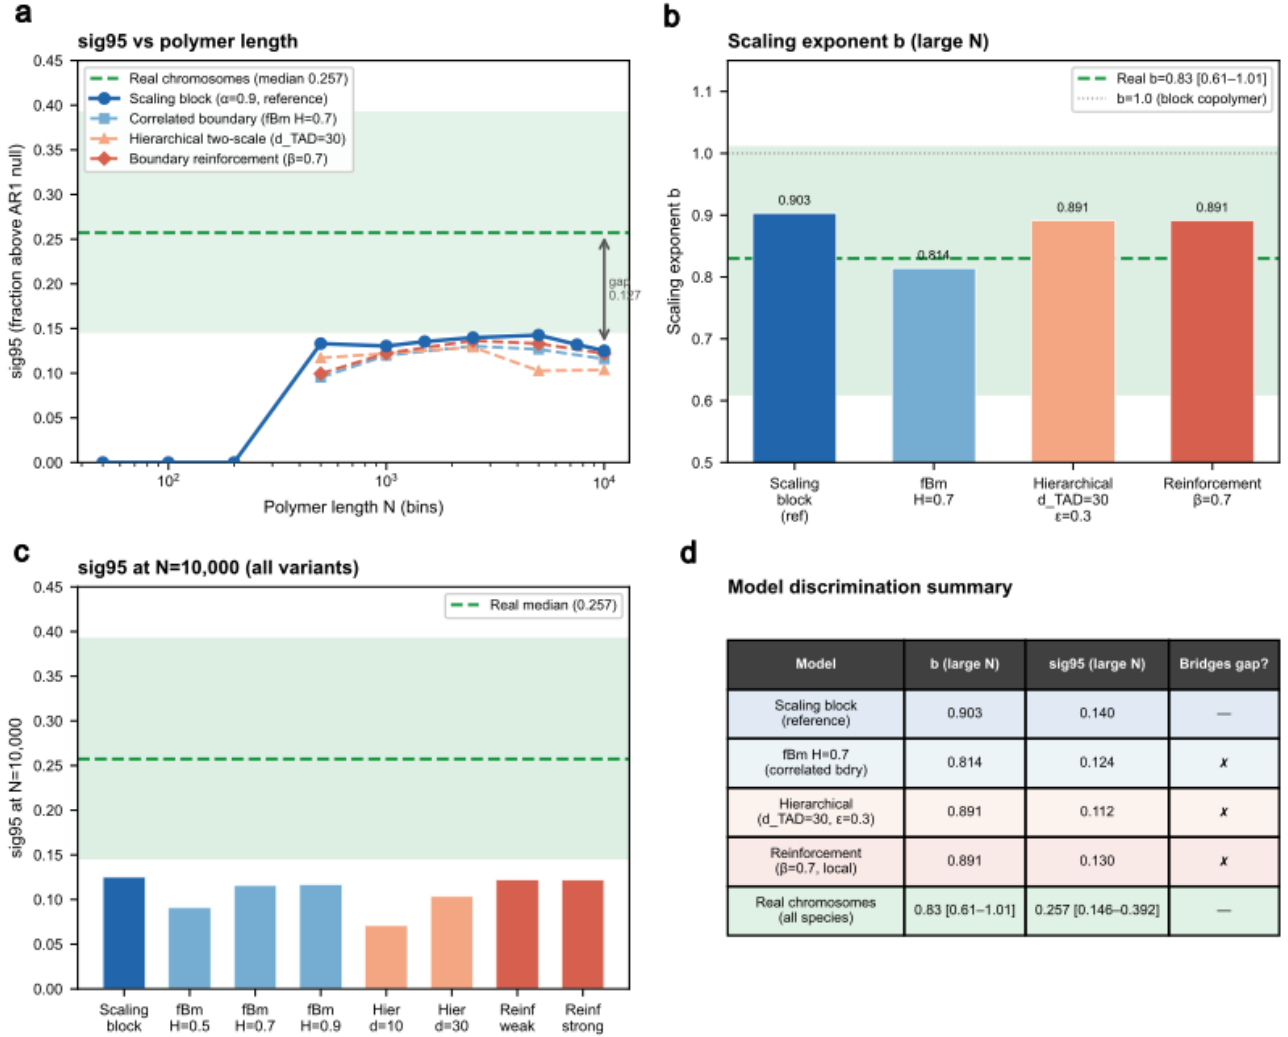 a
sig95 vs polymer length
sig95 (fraction above AR1 null)
0.45
0.40
0.35
0.30
0.25
0.20
0.15
0.10
0.05
0.00
Real chromosomes (median 0.257)
Scaling block (α=0.9, reference)
Correlated boundary (fBm H=0.7)
Hierarchical two-scale (d_TAD=30)
Boundary reinforcement (β=0.7)
gap
0.127
10²
10³
10⁴
Polymer length N (bins)
b
Scaling exponent b (large N)
Scaling exponent b
1.1
1.0
0.9
0.8
0.7
0.6
0.5
Real b=0.83 [0.61–1.01]
b=1.0 (block copolymer)
0.903
0.814
0.891
0.891
Scaling
block
(ref)
fBm
H=0.7
Hierarchical
d_TAD=30
ε=0.3
Reinforcement
β=0.7
c
sig95 at N=10,000 (all variants)
sig95 at N=10,000
0.45
0.40
0.35
0.30
0.25
0.20
0.15
0.10
0.05
0.00
Real median (0.257)
Scaling
block
fBm
H=0.5
fBm
H=0.7
fBm
H=0.9
Hier
d=10
Hier
d=30
Reinf
weak
Reinf
strong
d
Model discrimination summary
Model b (large N) sig95 (large N) Bridges gap?
Scaling block
(reference) 0.903 0.140 —
fBm H=0.7
(correlated bdry) 0.814 0.124 ✗
Hierarchical
(d_TAD=30, ε=0.3) 0.891 0.112 ✗
Reinforcement
(β=0.7, local) 0.891 0.130 ✗
Real chromosomes
(all species) 0.83 [0.61–1.01] 0.257 [0.146–0.392] —